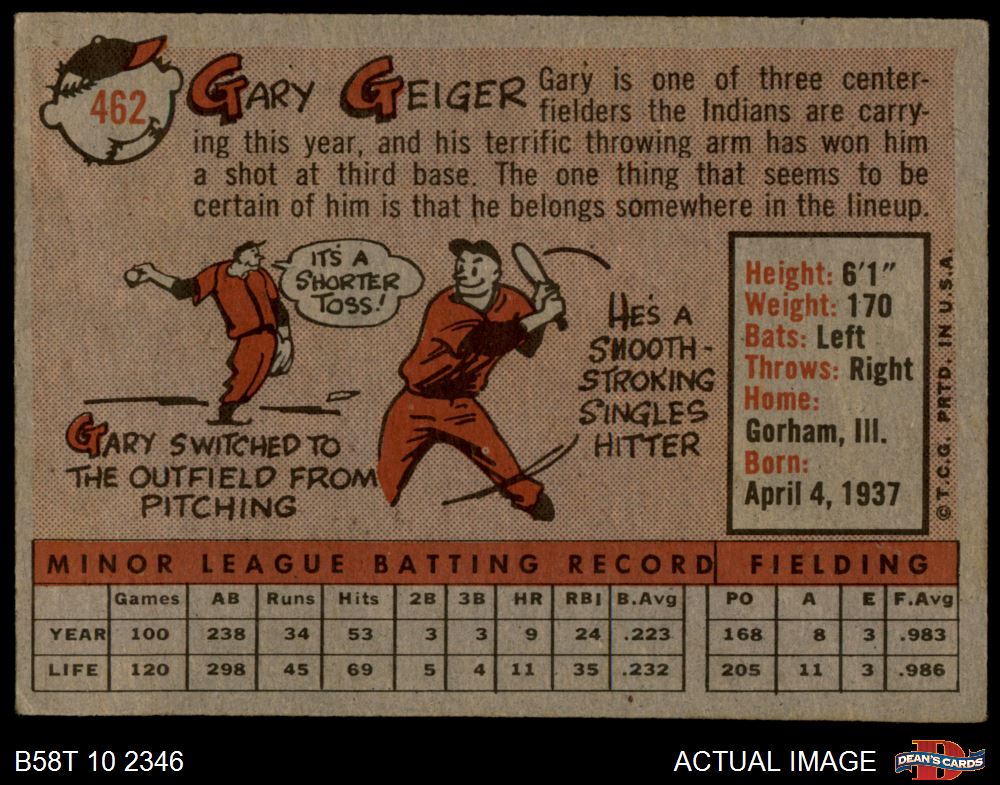 462
GARY GEIGER
Gary is one of three center-
fielders the Indians are carry-
ing this year, and his terrific throwing arm has won him
a shot at third base. The one thing that seems to be
certain of him is that he belongs somewhere in the lineup.
IT'S A
SHORTER
TOSS!
GARY SWITCHED TO
THE OUTFIELD FROM
PITCHING
HE'S A
SMOOTH-
STROKING
SINGLES
HITTER
Height: 6'1"
Weight: 170
Bats: Left
Throws: Right
Home:
Gorham, Ill.
Born:
April 4, 1937
© T.C.G. PRTD. IN U.S.A.
MINOR LEAGUE BATTING RECORD FIELDING
Games AB Runs Hits 2B 3B HR RBI B.Avg PO A E F.Avg
YEAR 100 238 34 53 3 3 9 24 .223 168 8 3 .983
LIFE 120 298 45 69 5 4 11 35 .232 205 11 3 .986
B58T 10 2346
ACTUAL IMAGE
D
DEAN'S CARDS